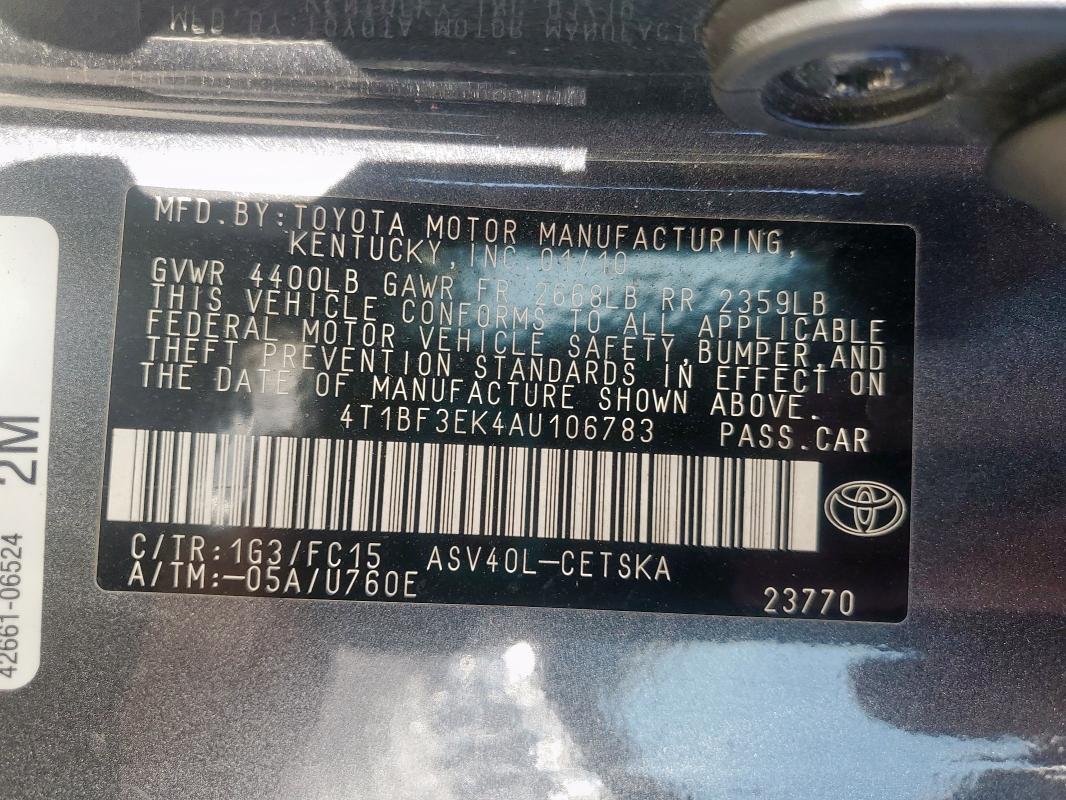 MFD.BY:TOYOTA MOTOR MANUFACTURING,
KENTUCKY, INC. 01/10
GVWR 4400LB GAWR FR 2668LB RR 2359LB
THIS VEHICLE CONFORMS TO ALL APPLICABLE
FEDERAL MOTOR VEHICLE SAFETY,BUMPER,AND
THEFT PREVENTION STANDARDS IN EFFECT ON
THE DATE OF MANUFACTURE SHOWN ABOVE.
4T1BF3EK4AU106783 PASS.CAR
C/TR:1G3/FC15 ASV40L-CETSKA
A/TM:-05A/U760E
23770
2M
42661-06524